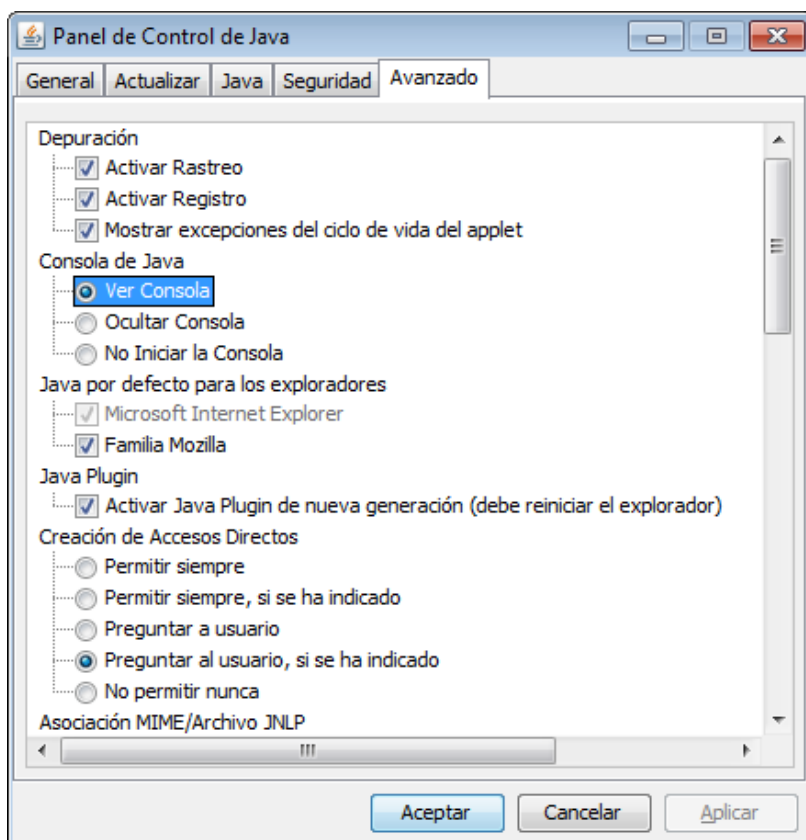 Panel de Control de Java
General Actualizar Java Seguridad Avanzado
Depuración
Activar Rastreo
Activar Registro
Mostrar excepciones del ciclo de vida del applet
Consola de Java
Ver Consola
Ocultar Consola
No Iniciar la Consola
Java por defecto para los exploradores
Microsoft Internet Explorer
Familia Mozilla
Java Plugin
Activar Java Plugin de nueva generación (debe reiniciar el explorador)
Creación de Accesos Directos
Permitir siempre
Permitir siempre, si se ha indicado
Preguntar a usuario
Preguntar al usuario, si se ha indicado
No permitir nunca
Asociación MIME/Archivo JNLP
Aceptar Cancelar Aplicar